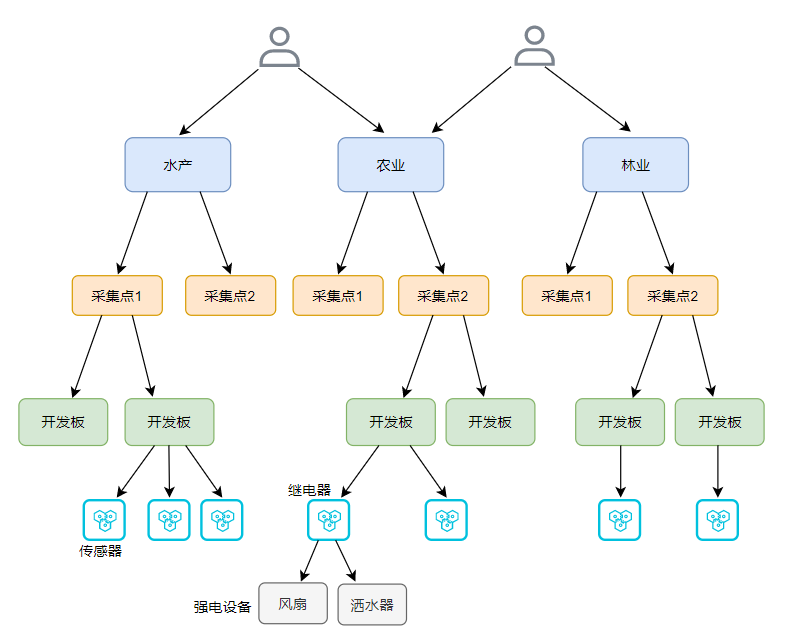 水产
农业
林业
采集点1
采集点2
采集点1
采集点2
采集点1
采集点2
开发板
开发板
开发板
开发板
开发板
开发板
继电器
传感器
强电设备
风扇
洒水器